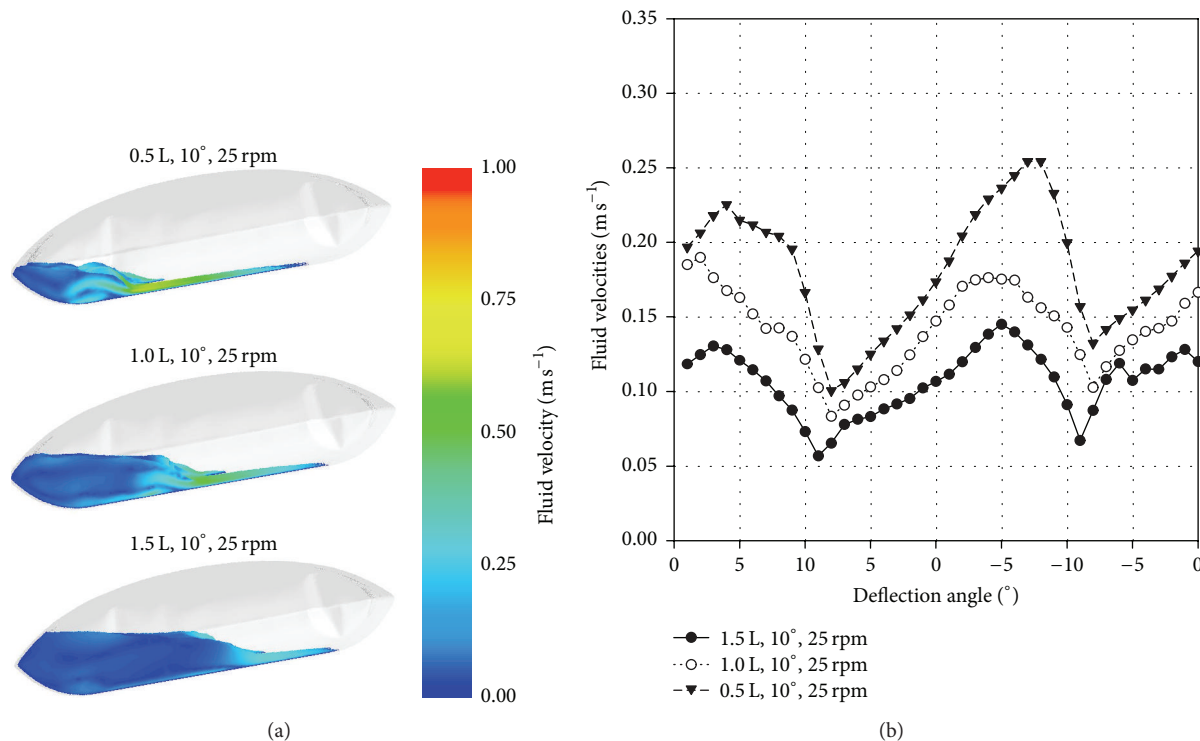 0.5 L, 10°, 25 rpm
1.0 L, 10°, 25 rpm
1.5 L, 10°, 25 rpm
1.00
0.75
0.50
0.25
0.00
Fluid velocity (m s⁻¹)
(a)
0.35
0.30
0.25
0.20
0.15
0.10
0.05
0.00
Fluid velocities (m s⁻¹)
0 5 10 5 0 −5 −10 −5 0
Deflection angle (°)
1.5 L, 10°, 25 rpm
1.0 L, 10°, 25 rpm
0.5 L, 10°, 25 rpm
(b)